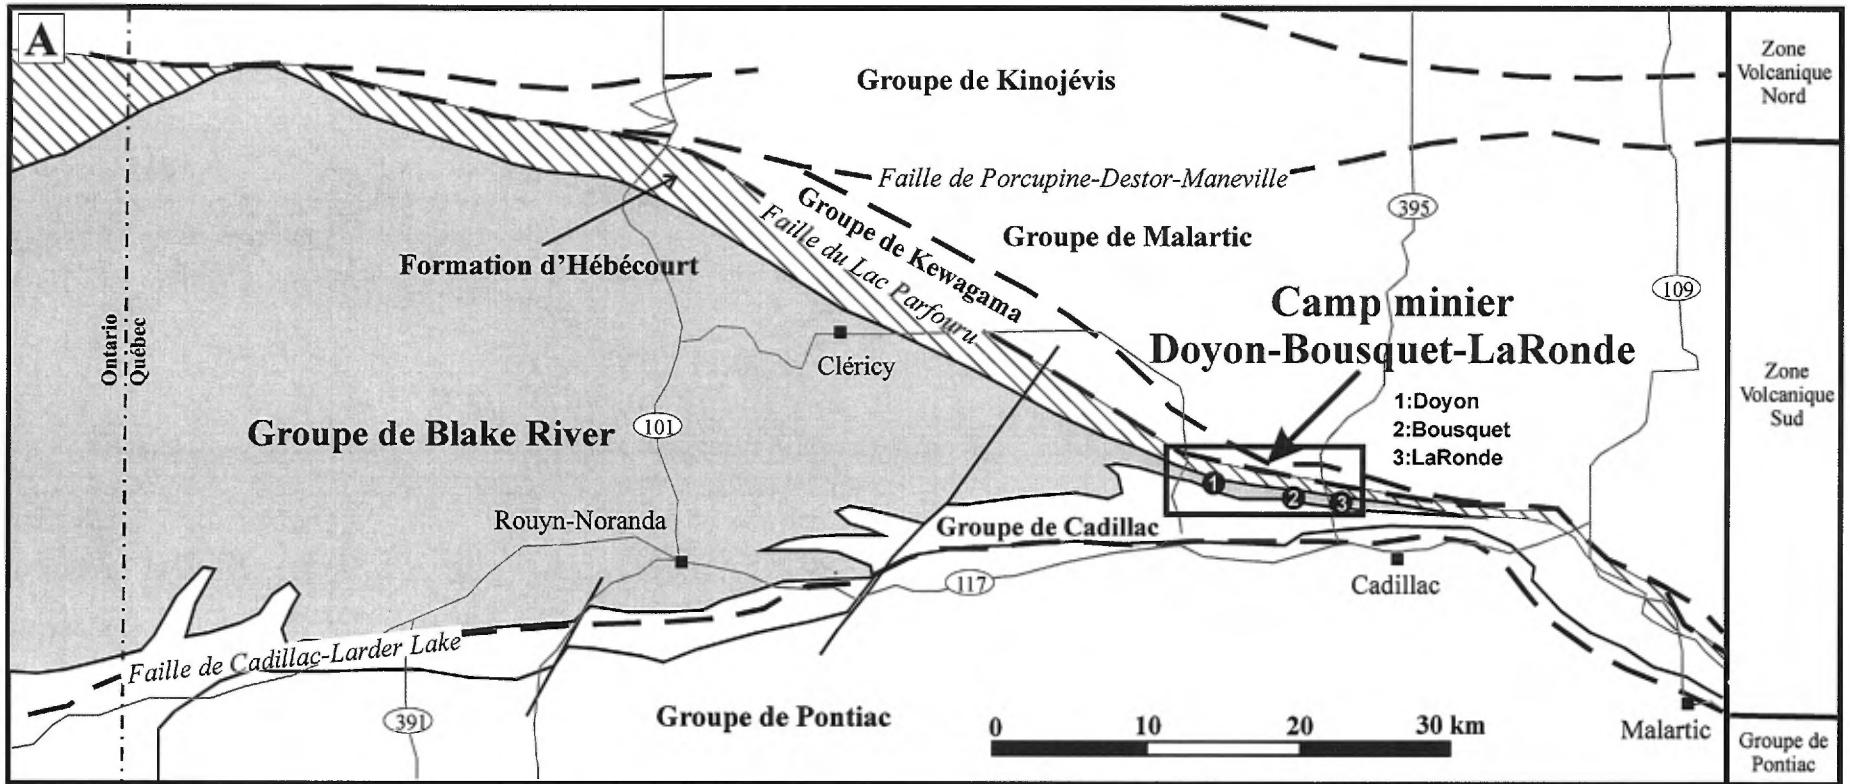 A
Zone
Volcanique
Nord
Groupe de Kinojévis
Faille de Porcupine-Destor-Maneville
Groupe de Kewagama
Faille du Lac Parfouru
395
Groupe de Malartic
Formation d'Hébécourt
109
Camp minier
Doyon-Bousquet-LaRonde
Ontario
Québec
Cléricy
Zone
Volcanique
Sud
1:Doyon
2:Bousquet
3:LaRonde
Groupe de Blake River
101
1
2
3
Rouyn-Noranda
Groupe de Cadillac
117
Cadillac
Faille de Cadillac-Larder Lake
391
Groupe de Pontiac
0 10 20 30 km
Malartic
Groupe de
Pontiac